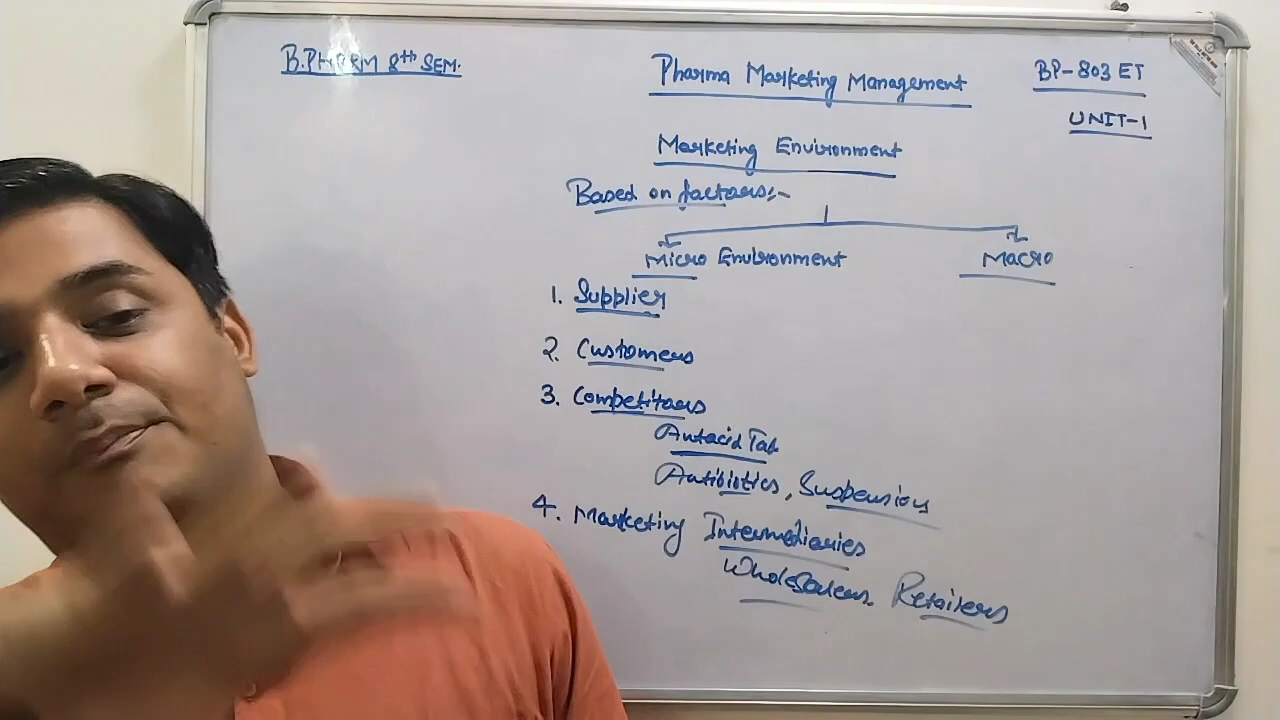 B.PHARM 8th SEM.
Pharma Marketing Management
BP-803 ET
UNIT-1
Marketing Environment
Based on factors:-
Micro Environment
Macro
1. Supplier
2. Customers
3. Competitors
Antacid Tab
Antibiotics, Suspensions
4. Marketing Intermediaries
Wholesalers. Retailers